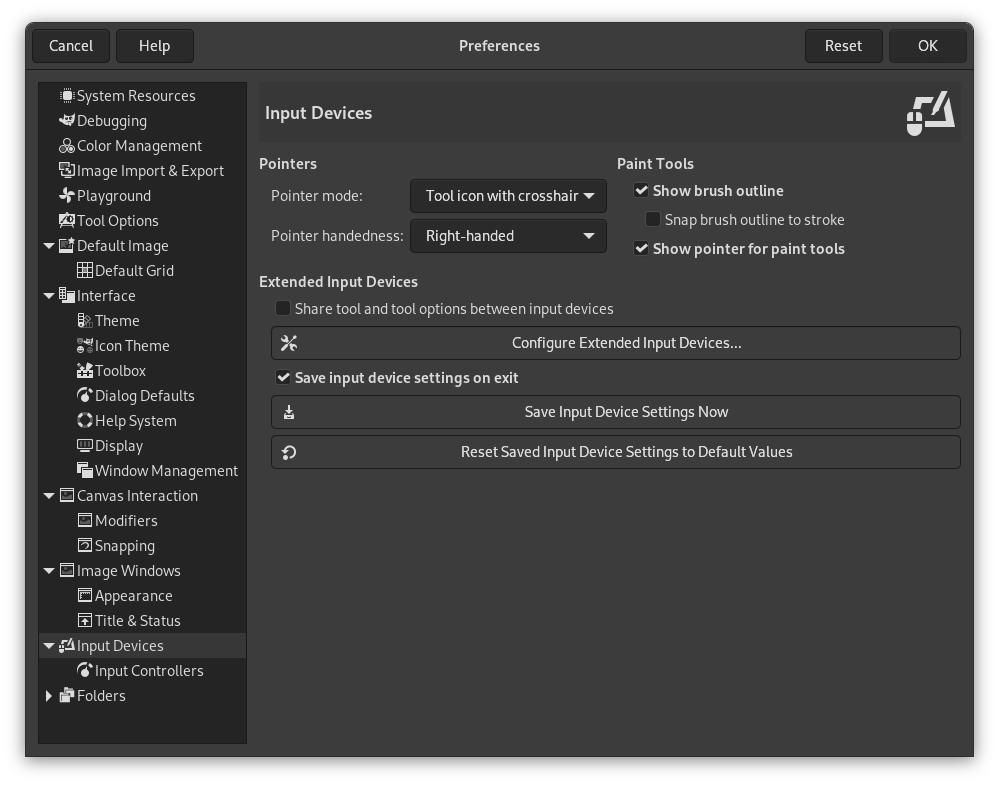 Cancel
Help
Preferences
Reset
OK
System Resources
Debugging
Color Management
Image Import & Export
Playground
Tool Options
Default Image
Default Grid
Interface
Theme
Icon Theme
Toolbox
Dialog Defaults
Help System
Display
Window Management
Canvas Interaction
Modifiers
Snapping
Image Windows
Appearance
Title & Status
Input Devices
Input Controllers
Folders
Input Devices
Pointers
Pointer mode:
Tool icon with crosshair
Pointer handedness:
Right-handed
Paint Tools
Show brush outline
Snap brush outline to stroke
Show pointer for paint tools
Extended Input Devices
Share tool and tool options between input devices
Configure Extended Input Devices...
Save input device settings on exit
Save Input Device Settings Now
Reset Saved Input Device Settings to Default Values